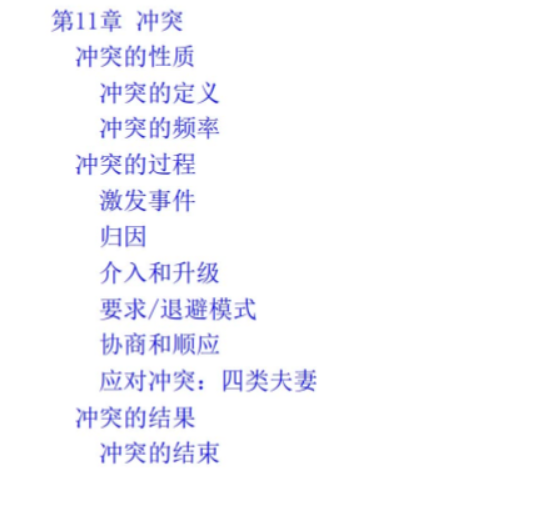 第11章 冲突
冲突的性质
冲突的定义
冲突的频率
冲突的过程
激发事件
归因
介入和升级
要求/退避模式
协商和顺应
应对冲突：四类夫妻
冲突的结果
冲突的结束